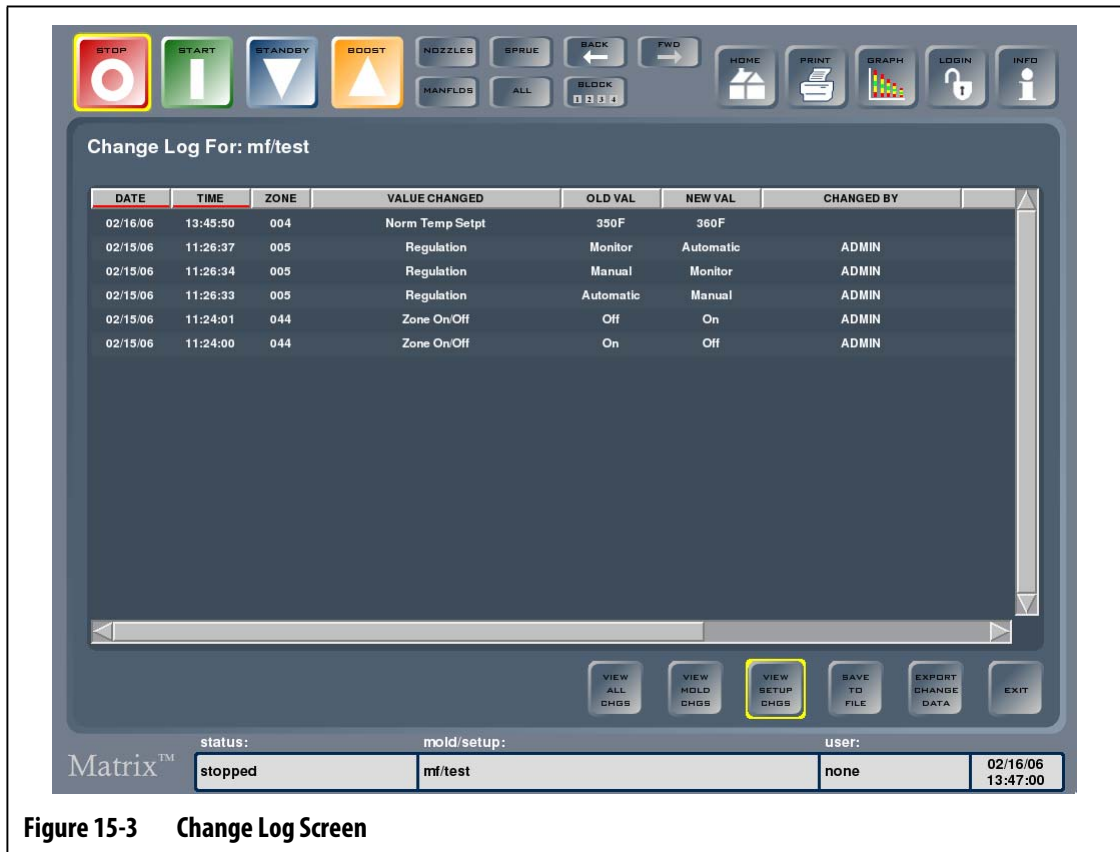 STOP START STANDBY BOOST NOZZLES SPRUE BACK FWD HOME PRINT GRAPH LOGIN INFO
MANFLDS ALL BLOCK
1 2 3 4
Change Log For: mf/test
DATE TIME ZONE VALUE CHANGED OLD VAL NEW VAL CHANGED BY
02/16/06 13:45:50 004 Norm Temp Setpt 350F 360F
02/15/06 11:26:37 005 Regulation Monitor Automatic ADMIN
02/15/06 11:26:34 005 Regulation Manual Monitor ADMIN
02/15/06 11:26:33 005 Regulation Automatic Manual ADMIN
02/15/06 11:24:01 044 Zone On/Off Off On ADMIN
02/15/06 11:24:00 044 Zone On/Off On Off ADMIN
VIEW ALL CHGS VIEW MOLD CHGS VIEW SETUP CHGS SAVE TO FILE EXPORT CHANGE DATA EXIT
status: mold/setup: user:
Matrix™ stopped mf/test none 02/16/06
13:47:00
Figure 15-3 Change Log Screen